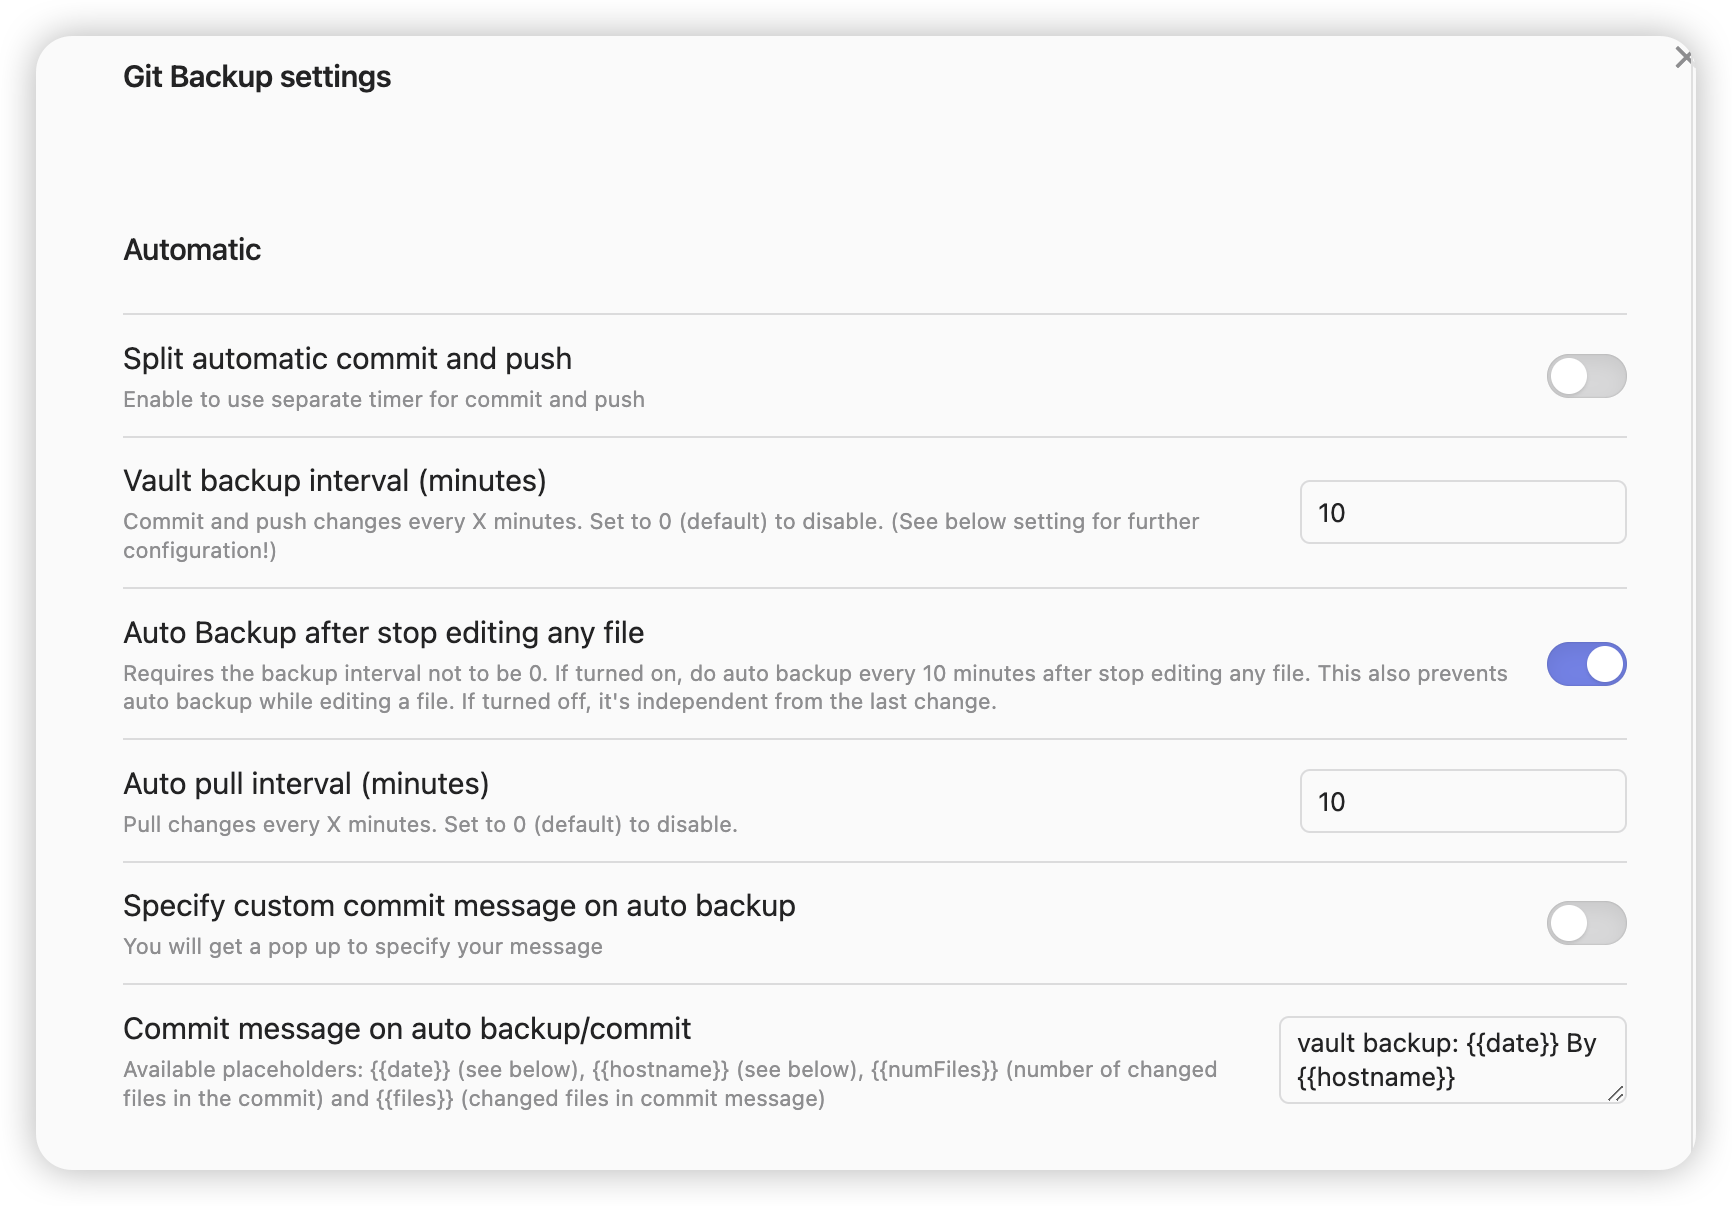 Git Backup settings
Automatic
Split automatic commit and push
Enable to use separate timer for commit and push
Vault backup interval (minutes)
Commit and push changes every X minutes. Set to 0 (default) to disable. (See below setting for further
configuration!)
10
Auto Backup after stop editing any file
Requires the backup interval not to be 0. If turned on, do auto backup every 10 minutes after stop editing any file. This also prevents
auto backup while editing a file. If turned off, it's independent from the last change.
Auto pull interval (minutes)
Pull changes every X minutes. Set to 0 (default) to disable.
10
Specify custom commit message on auto backup
You will get a pop up to specify your message
Commit message on auto backup/commit
Available placeholders: {{date}} (see below), {{hostname}} (see below), {{numFiles}} (number of changed
files in the commit) and {{files}} (changed files in commit message)
vault backup: {{date}} By
{{hostname}}